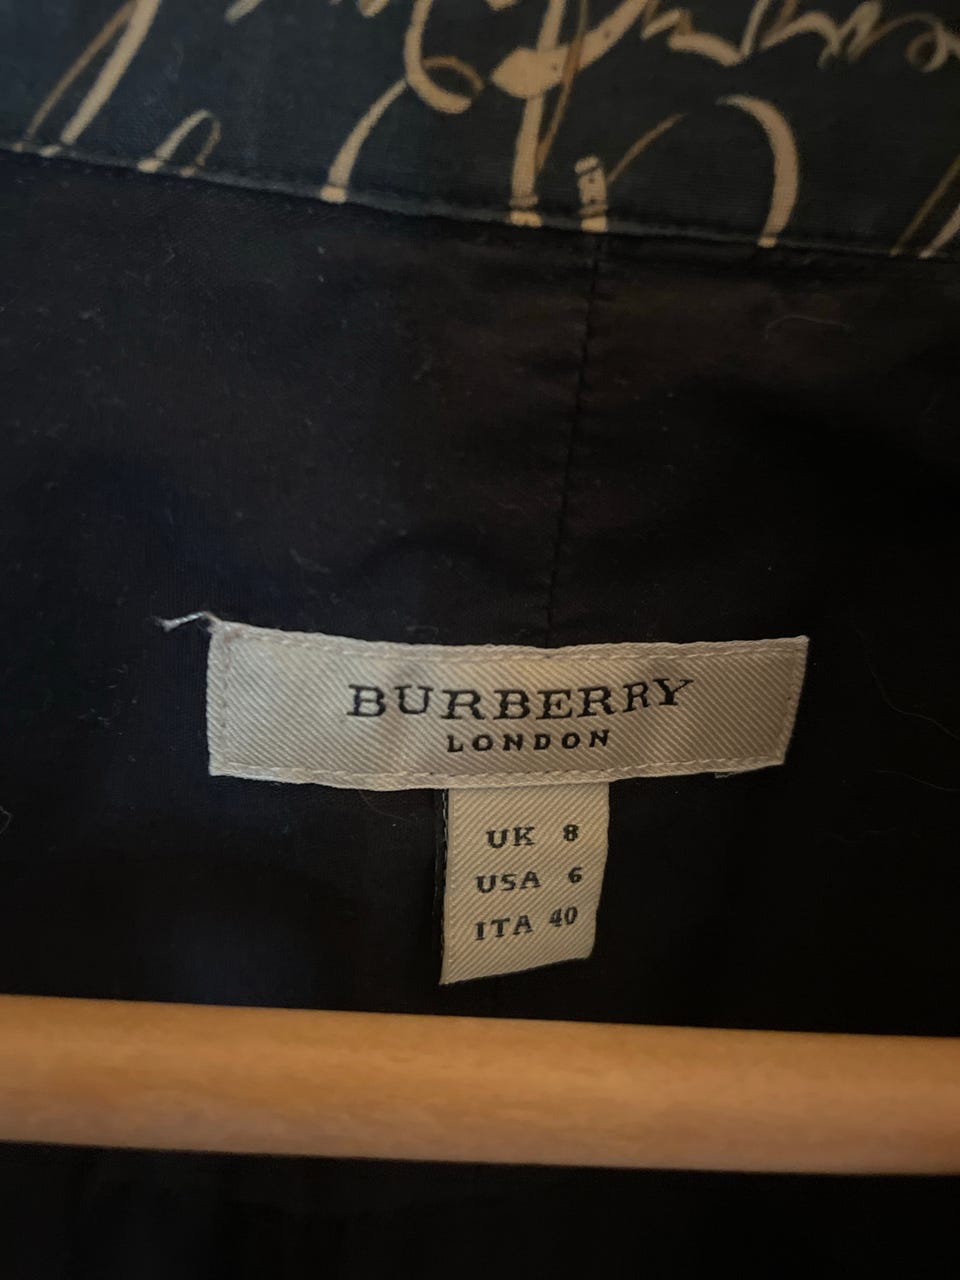 BURBERRY
LONDON
UK 8
USA 6
ITA 40